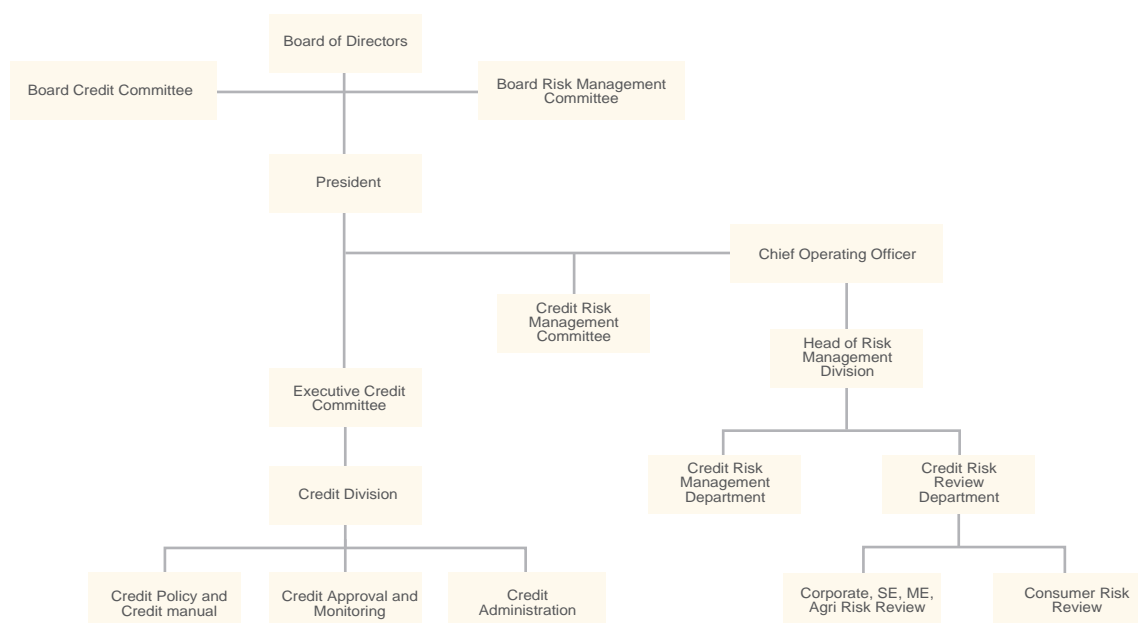 Board of Directors
Board Credit Committee
Board Risk Management
Committee
President
Chief Operating Officer
Credit Risk
Management
Committee
Head of Risk
Management
Division
Executive Credit
Committee
Credit Risk
Management
Department
Credit Risk
Review
Department
Credit Division
Credit Policy and
Credit manual
Credit Approval and
Monitoring
Credit
Administration
Corporate, SE, ME,
Agri Risk Review
Consumer Risk
Review